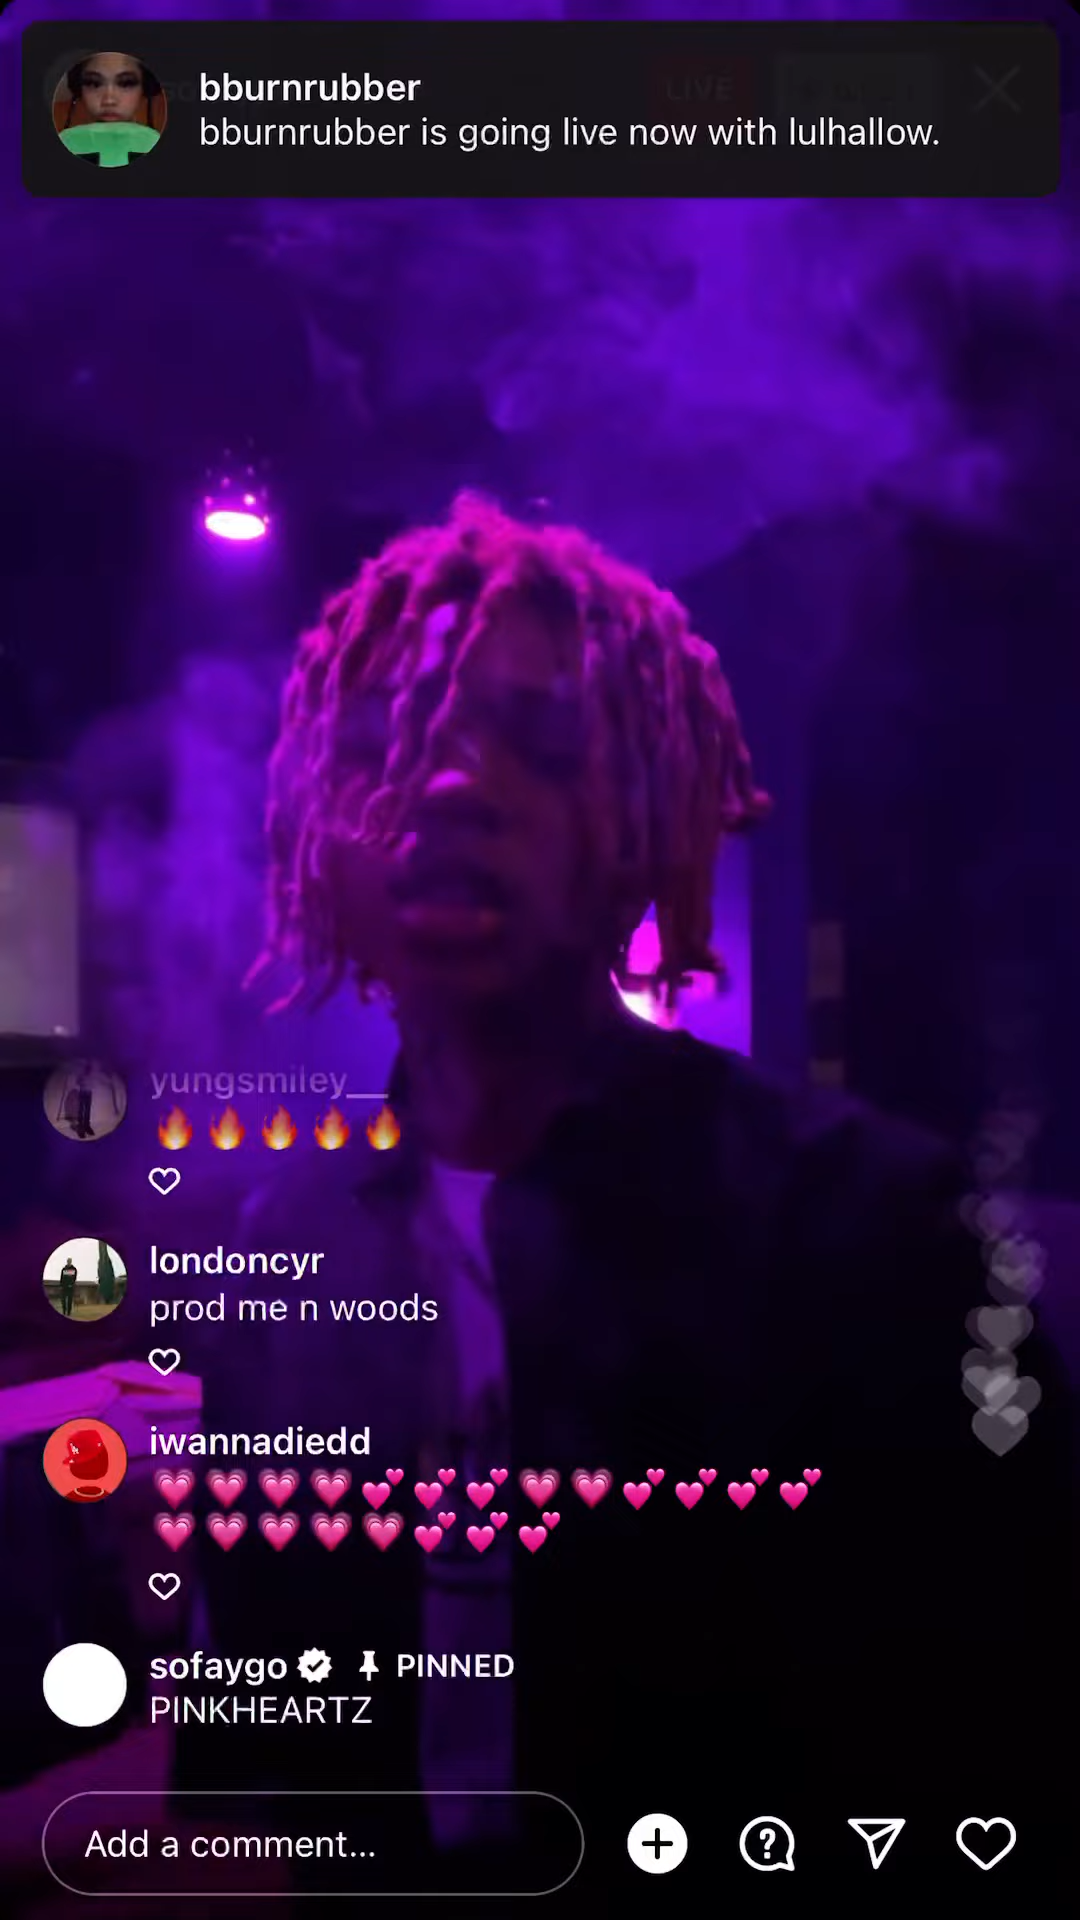 bburnrubber
bburnrubber is going live now with lulhallow.
LIVE
yungsmiley__
🔥🔥🔥🔥🔥
londoncyr
prod me n woods
iwannadiedd
💗💗💗💗💕💕💕💗💗💕💕💕💕
💗💗💗💗💗💕💕💕
sofaygo PINNED
PINKHEARTZ
Add a comment...